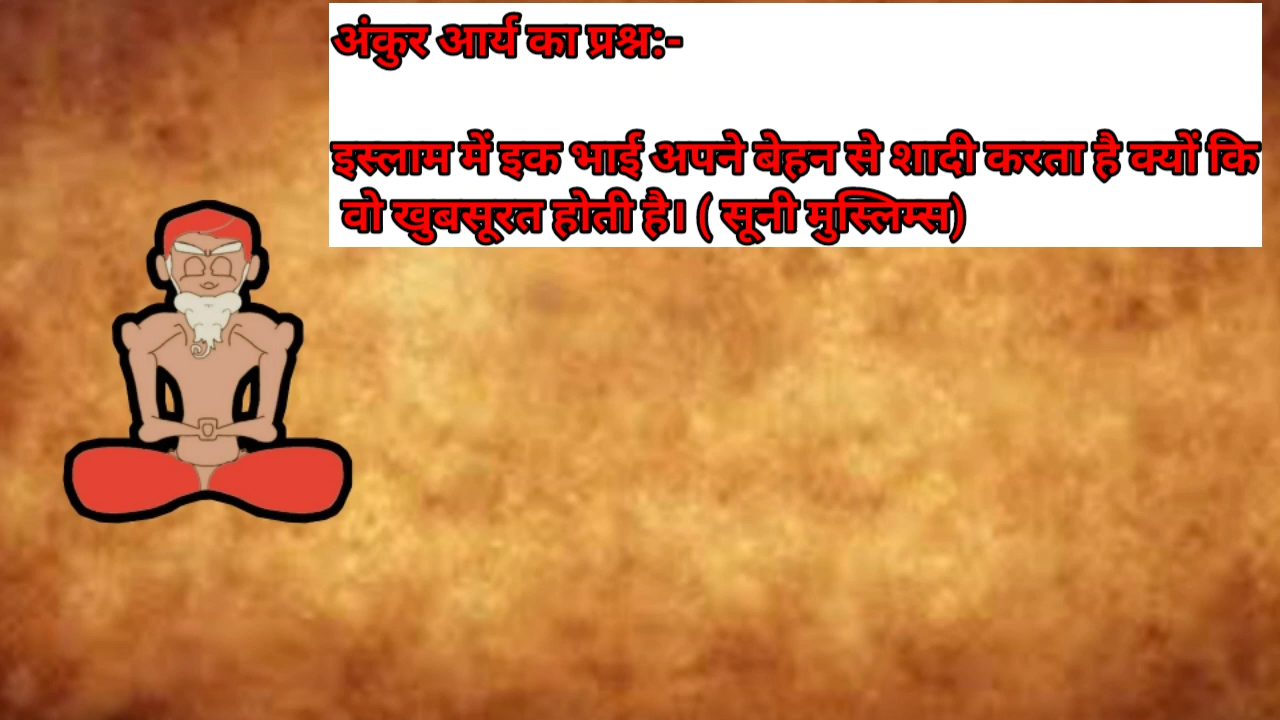 अंकुर आर्य का प्रश्न:-
इस्लाम में इक भाई अपने बेहन से शादी करता है क्यों कि
वो खुबसूरत होती है। ( सूनी मुस्लिम्स)